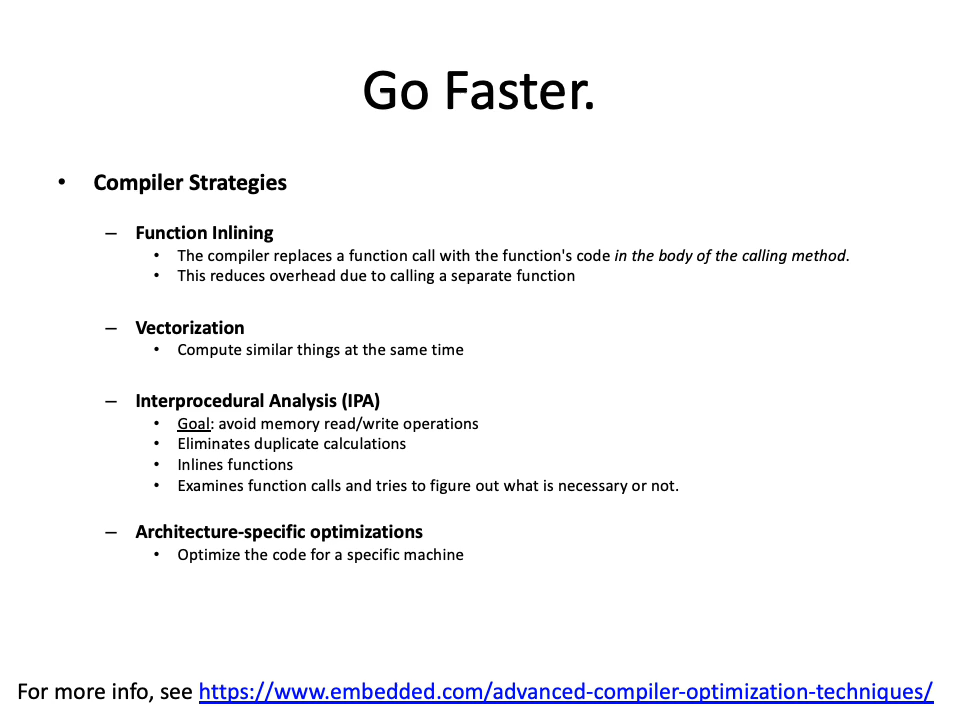 Go Faster.
• Compiler Strategies
– Function Inlining
• The compiler replaces a function call with the function's code in the body of the calling method.
• This reduces overhead due to calling a separate function
– Vectorization
• Compute similar things at the same time
– Interprocedural Analysis (IPA)
• Goal: avoid memory read/write operations
• Eliminates duplicate calculations
• Inlines functions
• Examines function calls and tries to figure out what is necessary or not.
– Architecture-specific optimizations
• Optimize the code for a specific machine
For more info, see https://www.embedded.com/advanced-compiler-optimization-techniques/